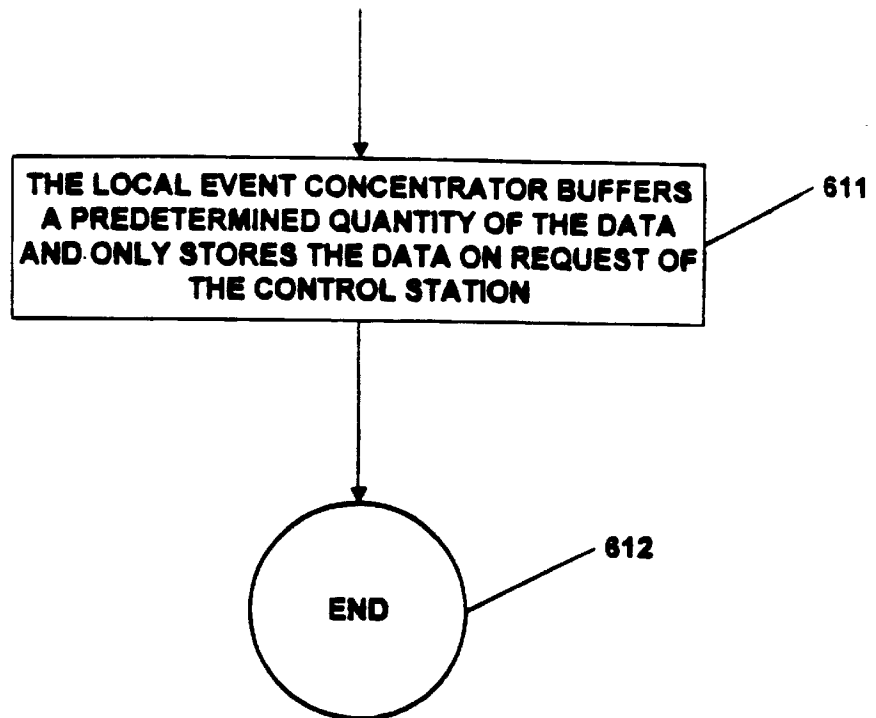 THE LOCAL EVENT CONCENTRATOR BUFFERS
A PREDETERMINED QUANTITY OF THE DATA
AND ONLY STORES THE DATA ON REQUEST OF
THE CONTROL STATION
611
612
END